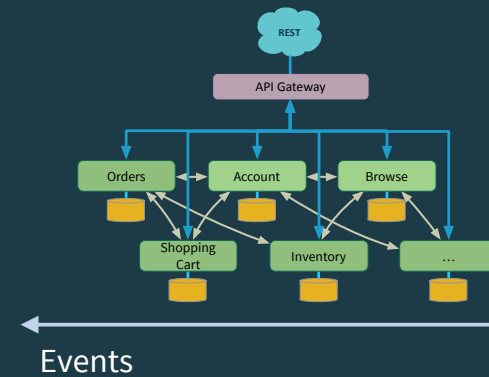 REST
API Gateway
Orders
Account
Browse
Shopping
Cart
Inventory
...
Events